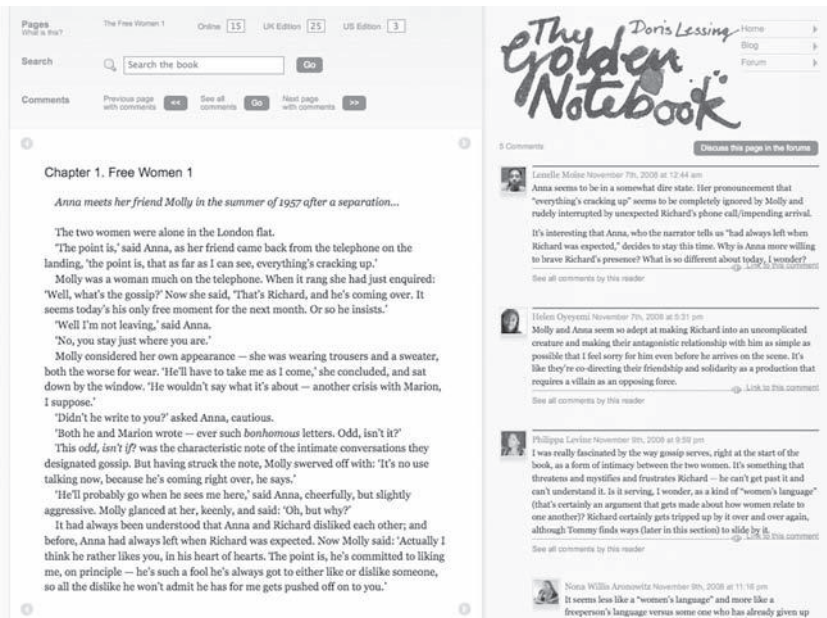 Pages
What is this?
The Free Women 1
Online 15
UK Edition 25
US Edition 3
Search
Search the book
Go
Comments
Previous page
with comments
<<
See all
comments
Go
Next page
with comments
>>
Chapter 1. Free Women 1
Anna meets her friend Molly in the summer of 1957 after a separation...
The two women were alone in the London flat.
‘The point is,’ said Anna, as her friend came back from the telephone on the
landing, ‘the point is, that as far as I can see, everything’s cracking up.’
Molly was a woman much on the telephone. When it rang she had just enquired:
‘Well, what’s the gossip?’ Now she said, ‘That’s Richard, and he’s coming over. It
seems today’s his only free moment for the next month. Or so he insists.’
‘Well I’m not leaving,’ said Anna.
‘No, you stay just where you are.’
Molly considered her own appearance — she was wearing trousers and a sweater,
both the worse for wear. ‘He’ll have to take me as I come,’ she concluded, and sat
down by the window. ‘He wouldn’t say what it’s about — another crisis with Marion,
I suppose.’
‘Didn’t he write to you?’ asked Anna, cautious.
‘Both he and Marion wrote — ever such bonhomous letters. Odd, isn’t it?’
This odd, isn’t it? was the characteristic note of the intimate conversations they
designated gossip. But having struck the note, Molly swerved off with: ‘It’s no use
talking now, because he’s coming right over, he says.’
‘He’ll probably go when he sees me here,’ said Anna, cheerfully, but slightly
aggressive. Molly glanced at her, keenly, and said: ‘Oh, but why?’
It had always been understood that Anna and Richard disliked each other; and
before, Anna had always left when Richard was expected. Now Molly said: ‘Actually I
think he rather likes you, in his heart of hearts. The point is, he’s committed to liking
me, on principle — he’s such a fool he’s always got to either like or dislike someone,
so all the dislike he won’t admit he has for me gets pushed off on to you.’
Doris Lessing
The
Golden
Notebook
Home
Blog
Forum
5 Comments
Discuss this page in the forums
Lenelle Moïse November 7th, 2008 at 12:44 am
Anna seems to be in a somewhat dire state. Her pronouncement that
“everything’s cracking up” seems to be completely ignored by Molly and
rudely interrupted by unexpected Richard’s phone call/impending arrival.
It’s interesting that Anna, who the narrator tells us “had always left when
Richard was expected,” decides to stay this time. Why is Anna more willing
to brave Richard’s presence? What is so different about today, I wonder?
Link to this comment
See all comments by this reader
Helen Oyeyemi November 7th, 2008 at 5:31 pm
Molly and Anna seem so adept at making Richard into an uncomplicated
creature and making their antagonistic relationship with him as simple as
possible that I feel sorry for him even before he arrives on the scene. It’s
like they’re co-directing their friendship and solidarity as a production that
requires a villain as an opposing force.
Link to this comment
See all comments by this reader
Philippa Levine November 9th, 2008 at 9:59 pm
I was really fascinated by the way gossip serves, right at the start of the
book, as a form of intimacy between the two women. It’s something that
threatens and mystifies and frustrates Richard — he can’t get past it and
can’t understand it. Is it serving, I wonder, as a kind of “women’s language”
(that’s certainly an argument that gets made about how women relate to
one another)? Richard certainly gets tripped up by it over and over again,
although Tommy finds ways (later in this section) to slide by it.
Link to this comment
See all comments by this reader
Nona Willis Aronowitz November 9th, 2008 at 11:16 pm
It seems less like a “women’s language” and more like a
freeperson’s language versus some one who has already given up